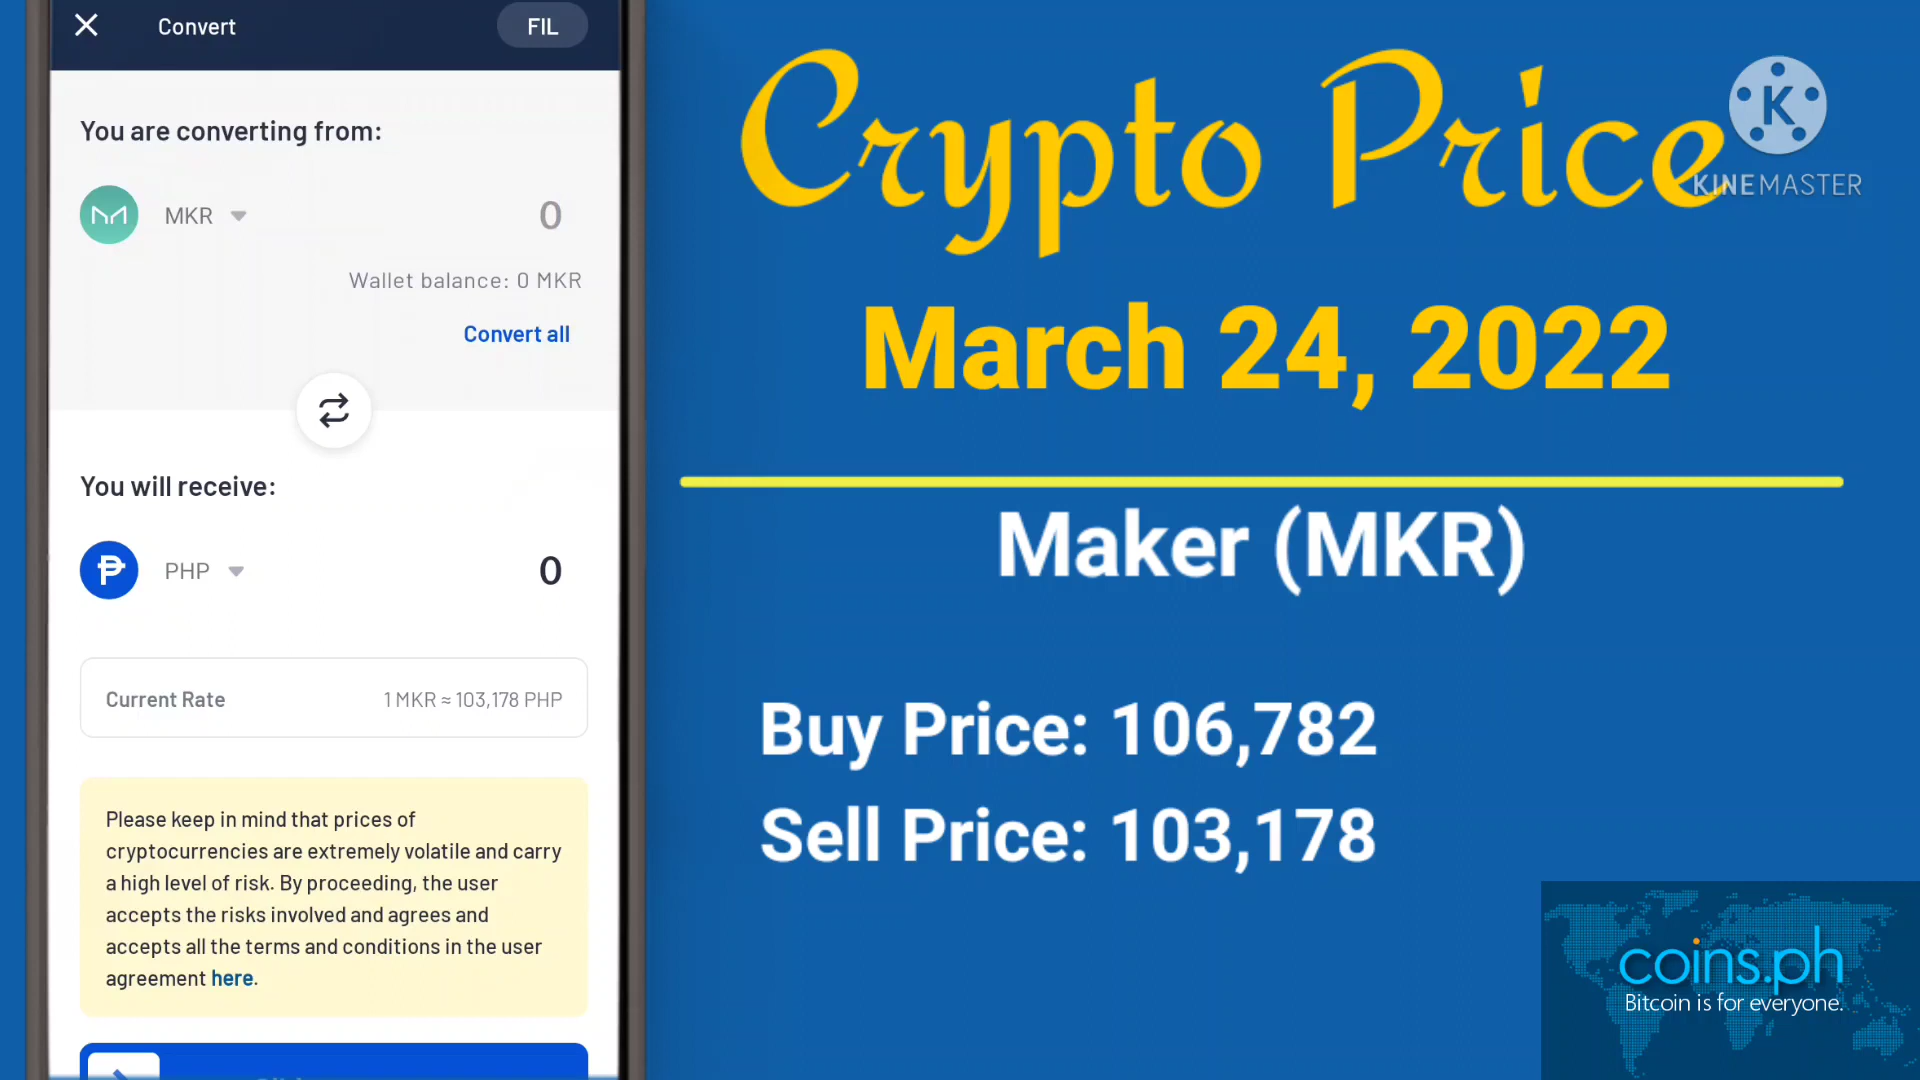 Convert
FIL
You are converting from:
MKR
0
Wallet balance: 0 MKR
Convert all
You will receive:
PHP
0
Current Rate
1 MKR ≈ 103,178 PHP
Please keep in mind that prices of
cryptocurrencies are extremely volatile and carry
a high level of risk. By proceeding, the user
accepts the risks involved and agrees and
accepts all the terms and conditions in the user
agreement here.
Crypto Price
K
KINEMASTER
March 24, 2022
Maker (MKR)
Buy Price: 106,782
Sell Price: 103,178
coins.ph
Bitcoin is for everyone.